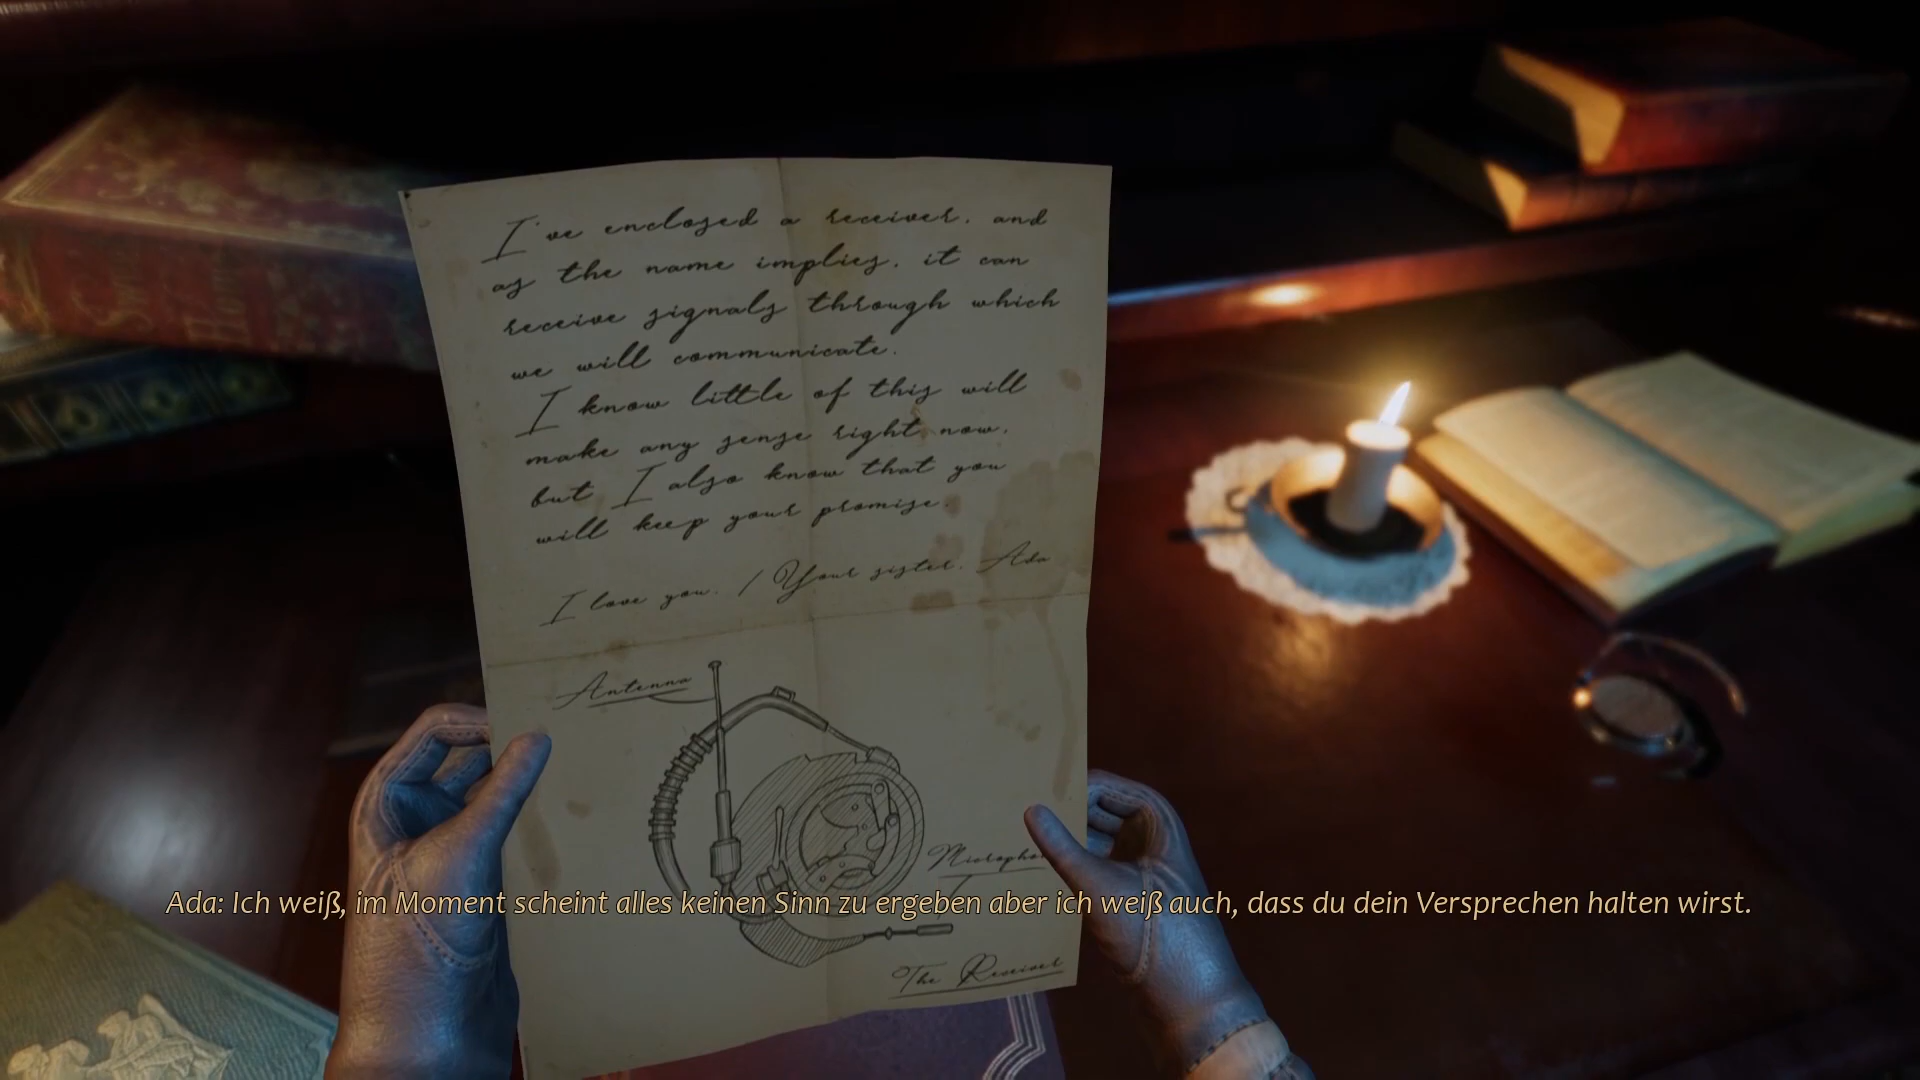 I've enclosed a receiver, and
as the name implies, it can
receive signals through which
we will communicate.
I know little of this will
make any sense right now,
but I also know that you
will keep your promise.
I love you. / Your sister, Ada
Antenna
Ada: Ich weiß, im Moment scheint alles keinen Sinn zu ergeben aber ich weiß auch, dass du dein Versprechen halten wirst.
The Receiver